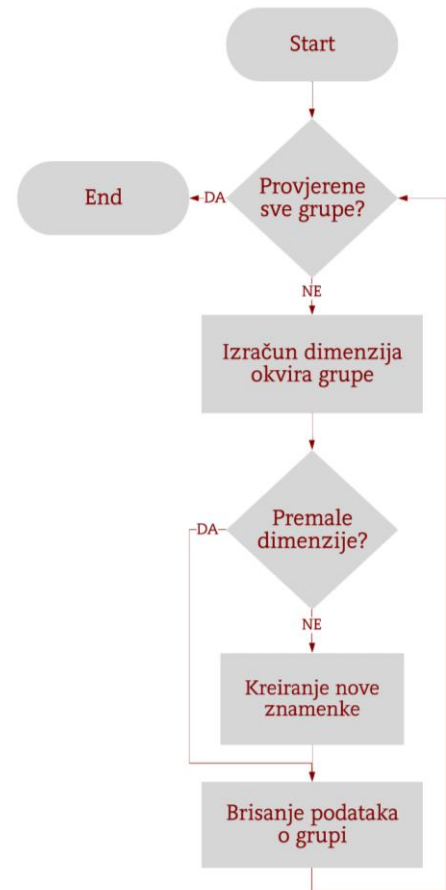 Start
Provjerene
sve grupe?
DA
End
NE
Izračun dimenzija
okvira grupe
Premale
dimenzije?
DA
NE
Kreiranje nove
znamenke
Brisanje podataka
o grupi